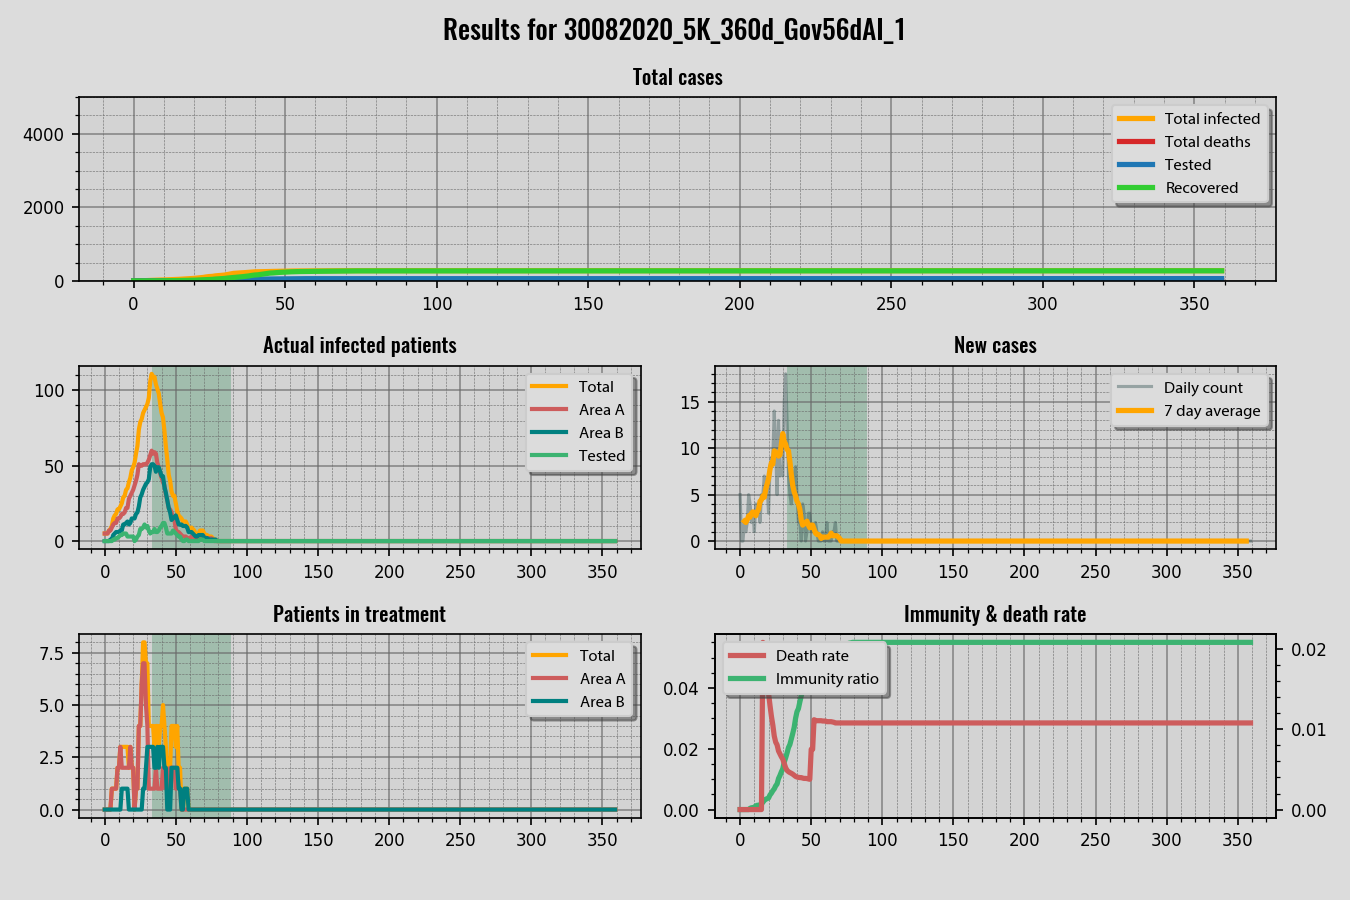 Results for 30082020_5K_360d_Gov56dAI_1
Total cases
4000
2000
0
Total infected
Total deaths
Tested
Recovered
0 50 100 150 200 250 300 350
Actual infected patients
100
50
0
Total
Area A
Area B
Tested
0 50 100 150 200 250 300 350
New cases
15
10
5
0
Daily count
7 day average
0 50 100 150 200 250 300 350
Patients in treatment
7.5
5.0
2.5
0.0
Total
Area A
Area B
0 50 100 150 200 250 300 350
Immunity & death rate
0.04
0.02
0.00
Death rate
Immunity ratio
0.02
0.01
0.00
0 50 100 150 200 250 300 350